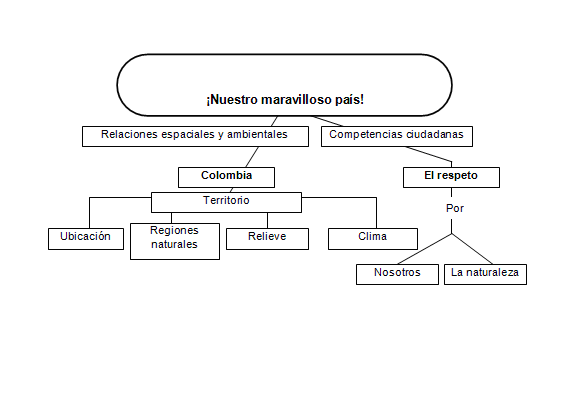 ¡Nuestro maravilloso país!
Relaciones espaciales y ambientales
Competencias ciudadanas
Colombia
El respeto
Territorio
Por
Ubicación
Regiones
naturales
Relieve
Clima
Nosotros
La naturaleza